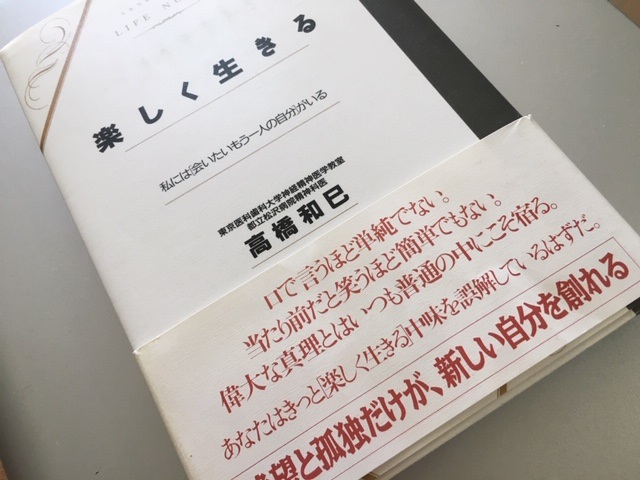 LIFE NE
楽しく生きる
私には「会いたいもう一人の自分」がいる
東京医科歯科大学神経精神医学教室
都立松沢病院精神科医
高橋和巳
口で言うほど単純でない。
当たり前だと笑うほど簡単でもない。
偉大な真理とはいつも普通の中にこそ宿る。
あなたはきっと『楽しく生きる』中味を誤解しているはずだ。
望と孤独だけが、新しい自分を創れる